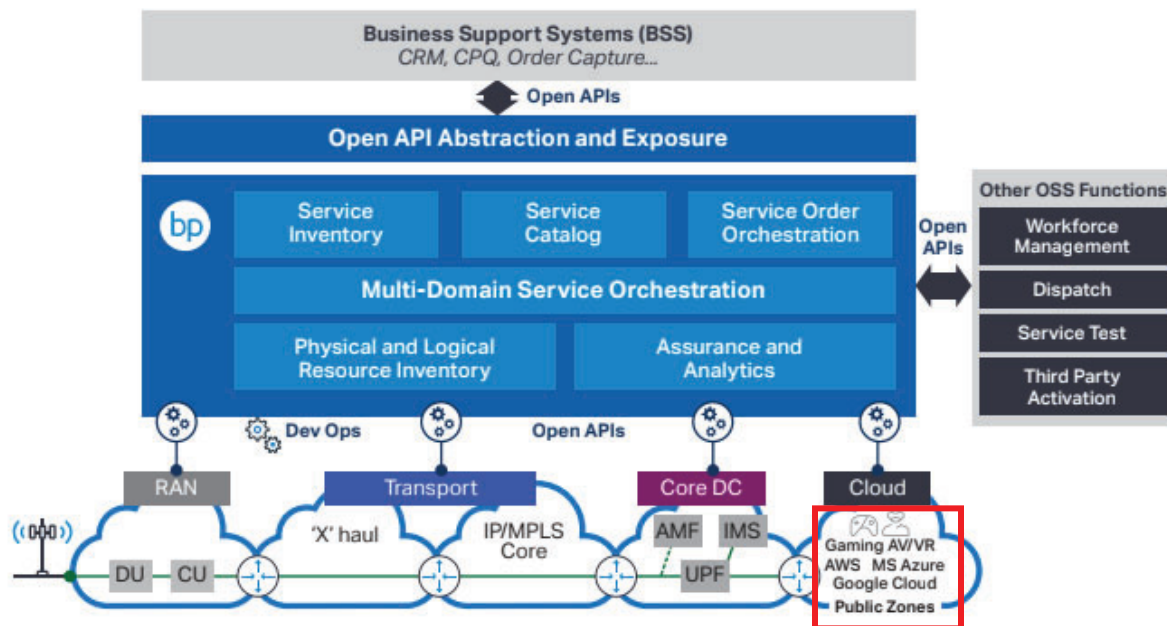 Business Support Systems (BSS)
CRM, CPQ, Order Capture...
Open APIs
Open API Abstraction and Exposure
bp
Service
Inventory
Service
Catalog
Service Order
Orchestration
Multi-Domain Service Orchestration
Physical and Logical
Resource Inventory
Assurance and
Analytics
Open
APIs
Other OSS Functions
Workforce
Management
Dispatch
Service Test
Third Party
Activation
Dev Ops
Open APIs
RAN
Transport
Core DC
Cloud
DU
CU
'X' haul
IP/MPLS
Core
AMF
IMS
UPF
Gaming AV/VR
AWS MS Azure
Google Cloud
Public Zones